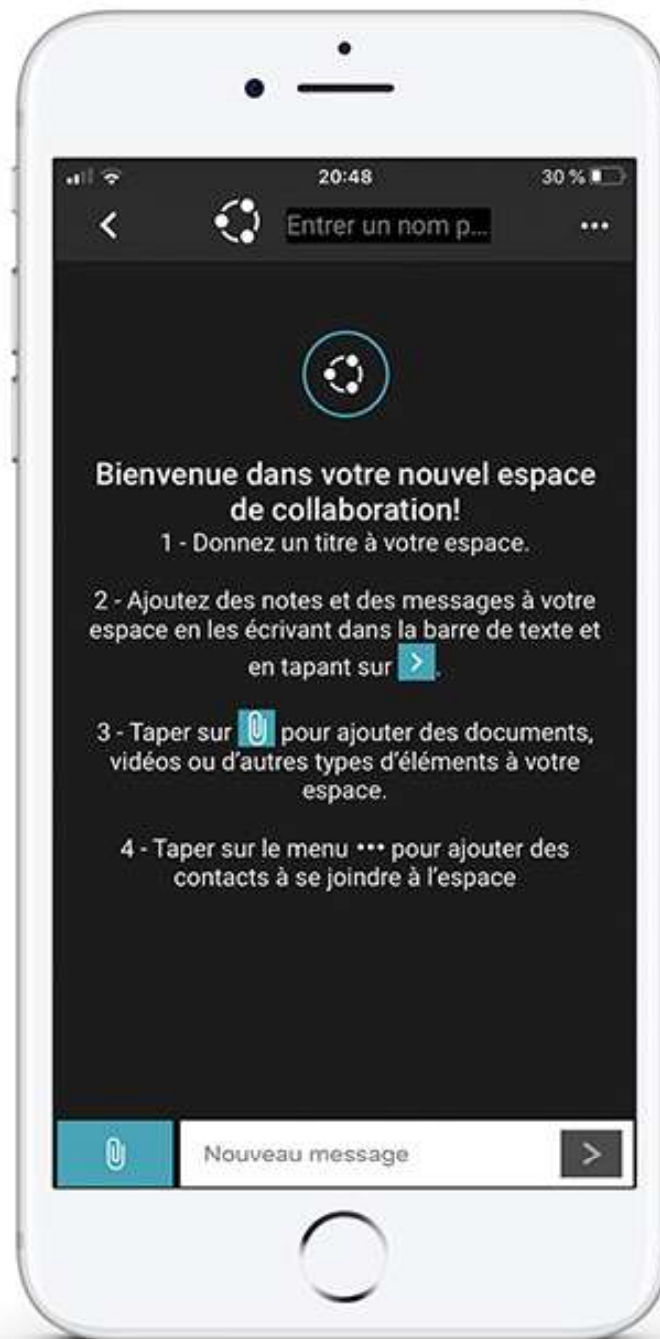 20:48
30 %
Entrer un nom p...
Bienvenue dans votre nouvel espace
de collaboration!
1 - Donnez un titre à votre espace.
2 - Ajoutez des notes et des messages à votre
espace en les écrivant dans la barre de texte et
en tapant sur >.
3 - Taper sur pour ajouter des documents,
vidéos ou d'autres types d'éléments à votre
espace.
4 - Taper sur le menu ••• pour ajouter des
contacts à se joindre à l'espace
Nouveau message